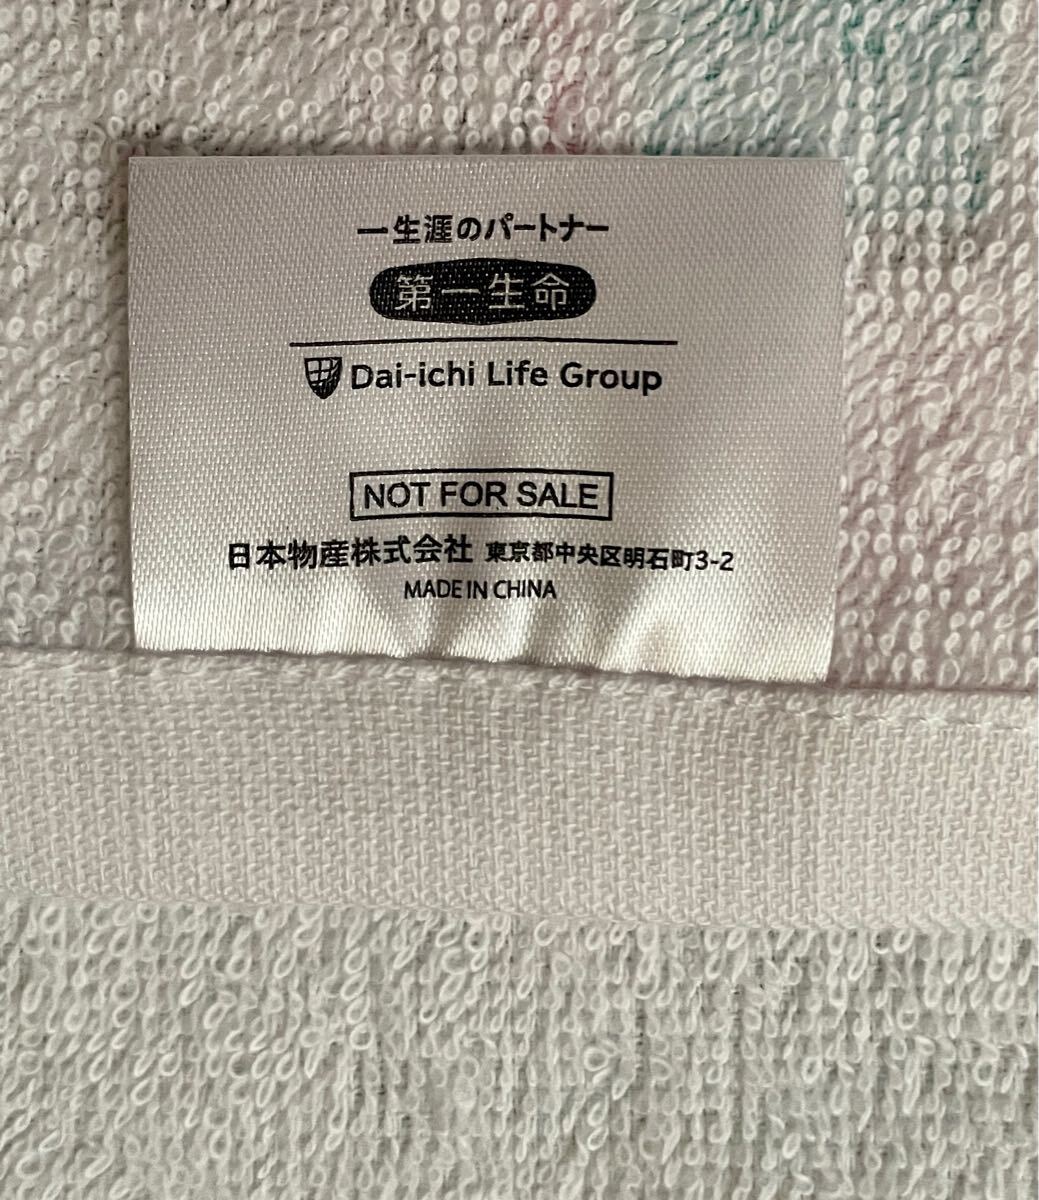 一生涯のパートナー
第一生命
Dai-ichi Life Group
NOT FOR SALE
日本物産株式会社 東京都中央区明石町3-2
MADE IN CHINA